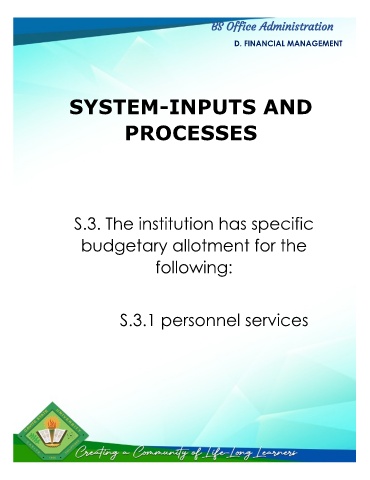 BS Office Administration
D. FINANCIAL MANAGEMENT
SYSTEM-INPUTS AND
PROCESSES
S.3. The institution has specific
budgetary allotment for the
following:
S.3.1 personnel services
Creating a Community of Life-Long Learners